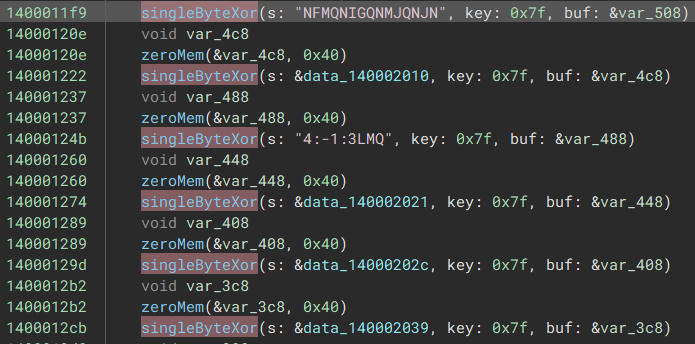 1400011f9 singleByteXor(s: "NFMQNIGQNMJQNJN", key: 0x7f, buf: &var_508)
14000120e void var_4c8
14000120e zeroMem(&var_4c8, 0x40)
140001222 singleByteXor(s: &data_140002010, key: 0x7f, buf: &var_4c8)
140001237 void var_488
140001237 zeroMem(&var_488, 0x40)
14000124b singleByteXor(s: "4:-1:3LMQ", key: 0x7f, buf: &var_488)
140001260 void var_448
140001260 zeroMem(&var_448, 0x40)
140001274 singleByteXor(s: &data_140002021, key: 0x7f, buf: &var_448)
140001289 void var_408
140001289 zeroMem(&var_408, 0x40)
14000129d singleByteXor(s: &data_14000202c, key: 0x7f, buf: &var_408)
1400012b2 void var_3c8
1400012b2 zeroMem(&var_3c8, 0x40)
1400012cb singleByteXor(s: &data_140002039, key: 0x7f, buf: &var_3c8)